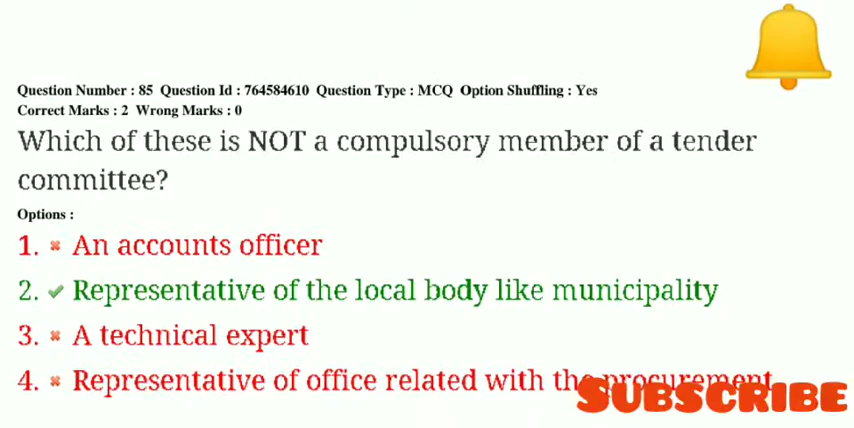 Question Number : 85 Question Id : 764584610 Question Type : MCQ Option Shuffling : Yes
Correct Marks : 2 Wrong Marks : 0
Which of these is NOT a compulsory member of a tender
committee?
Options :
1. An accounts officer
2. Representative of the local body like municipality
3. A technical expert
4. Representative of office related with the procurement
SUBSCRIBE